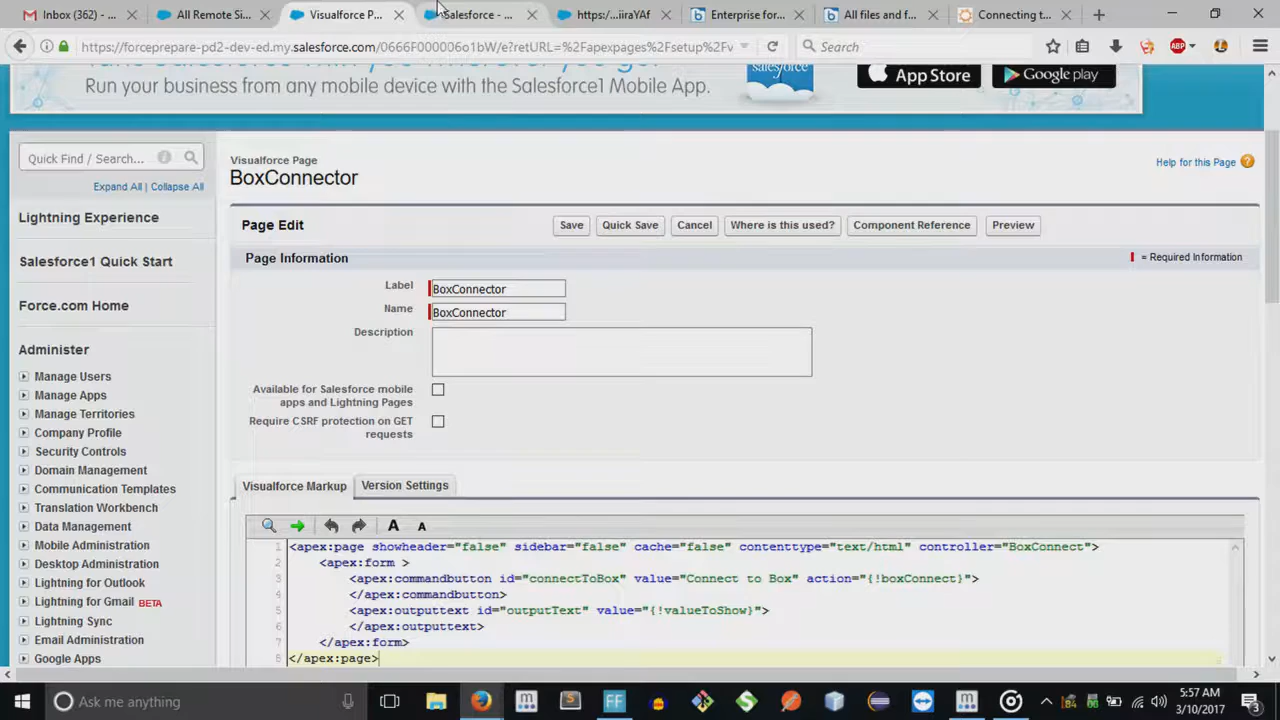 Inbox (362) - ...
All Remote Si...
Visualforce P...
Salesforce - ...
https:/...iiraYAf
Enterprise for...
All files and f...
Connecting t...
https://forceprepare-pd2-dev-ed.my.salesforce.com/0666F000006o1bW/e?retURL=%2Fapexpages%2Fsetup%2Fv
Search
ABP
salesforce
App Store
Google play
Run your business from any mobile device with the Salesforce1 Mobile App.
Quick Find / Search...
Expand All | Collapse All
Lightning Experience
Salesforce1 Quick Start
Force.com Home
Administer
Manage Users
Manage Apps
Manage Territories
Company Profile
Security Controls
Domain Management
Communication Templates
Translation Workbench
Data Management
Mobile Administration
Desktop Administration
Lightning for Outlook
Lightning for Gmail BETA
Lightning Sync
Email Administration
Google Apps
Visualforce Page
BoxConnector
Help for this Page
Page Edit
Save
Quick Save
Cancel
Where is this used?
Component Reference
Preview
Page Information
= Required Information
Label
BoxConnector
Name
BoxConnector
Description
Available for Salesforce mobile
apps and Lightning Pages
Require CSRF protection on GET
requests
Visualforce Markup
Version Settings
A A
1 <apex:page showheader="false" sidebar="false" cache="false" contenttype="text/html" controller="BoxConnect">
2 <apex:form >
3 <apex:commandbutton id="connectToBox" value="Connect to Box" action="{!boxConnect}">
4 </apex:commandbutton>
5 <apex:outputtext id="outputText" value="{!valueToShow}">
6 </apex:outputtext>
7 </apex:form>
8 </apex:page>
Ask me anything
FF
5:57 AM
3/10/2017